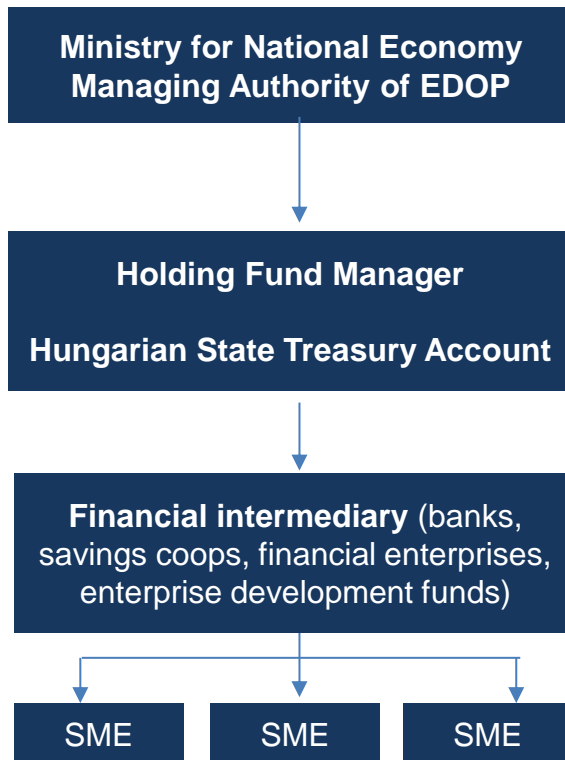 Ministry for National Economy
Managing Authority of EDOP
Holding Fund Manager
Hungarian State Treasury Account
Financial intermediary (banks,
savings coops, financial enterprises,
enterprise development funds)
SME
SME
SME